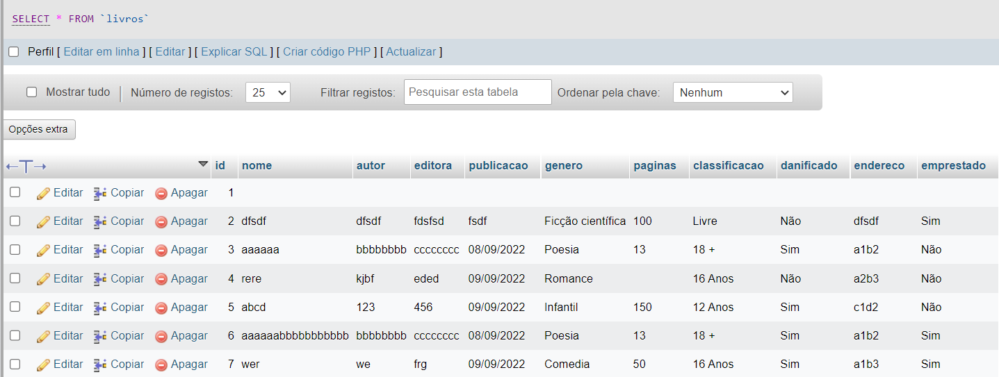 SELECT * FROM `livros`
Perfil [ Editar em linha ] [ Editar ] [ Explicar SQL ] [ Criar código PHP ] [ Actualizar ]
Mostrar tudo Número de registos: 25 Filtrar registos: Pesquisar esta tabela Ordenar pela chave: Nenhum
Opções extra
←T→ id nome autor editora publicacao genero paginas classificacao danificado endereco emprestado
Editar Copiar Apagar 1
Editar Copiar Apagar 2 dfsdf dfsdf fdsfsd fsdf Ficção científica 100 Livre Não dfsdf Sim
Editar Copiar Apagar 3 aaaaaa bbbbbbbb cccccccc 08/09/2022 Poesia 13 18 + Sim a1b2 Não
Editar Copiar Apagar 4 rere kjbf eded 09/09/2022 Romance 16 Anos Não a2b3 Não
Editar Copiar Apagar 5 abcd 123 456 09/09/2022 Infantil 150 12 Anos Sim c1d2 Não
Editar Copiar Apagar 6 aaaaaabbbbbbbbbbb bbbbbbbb cccccccc 08/09/2022 Poesia 13 18 + Sim a1b2 Sim
Editar Copiar Apagar 7 wer we frg 09/09/2022 Comedia 50 16 Anos Sim a1b3 Sim